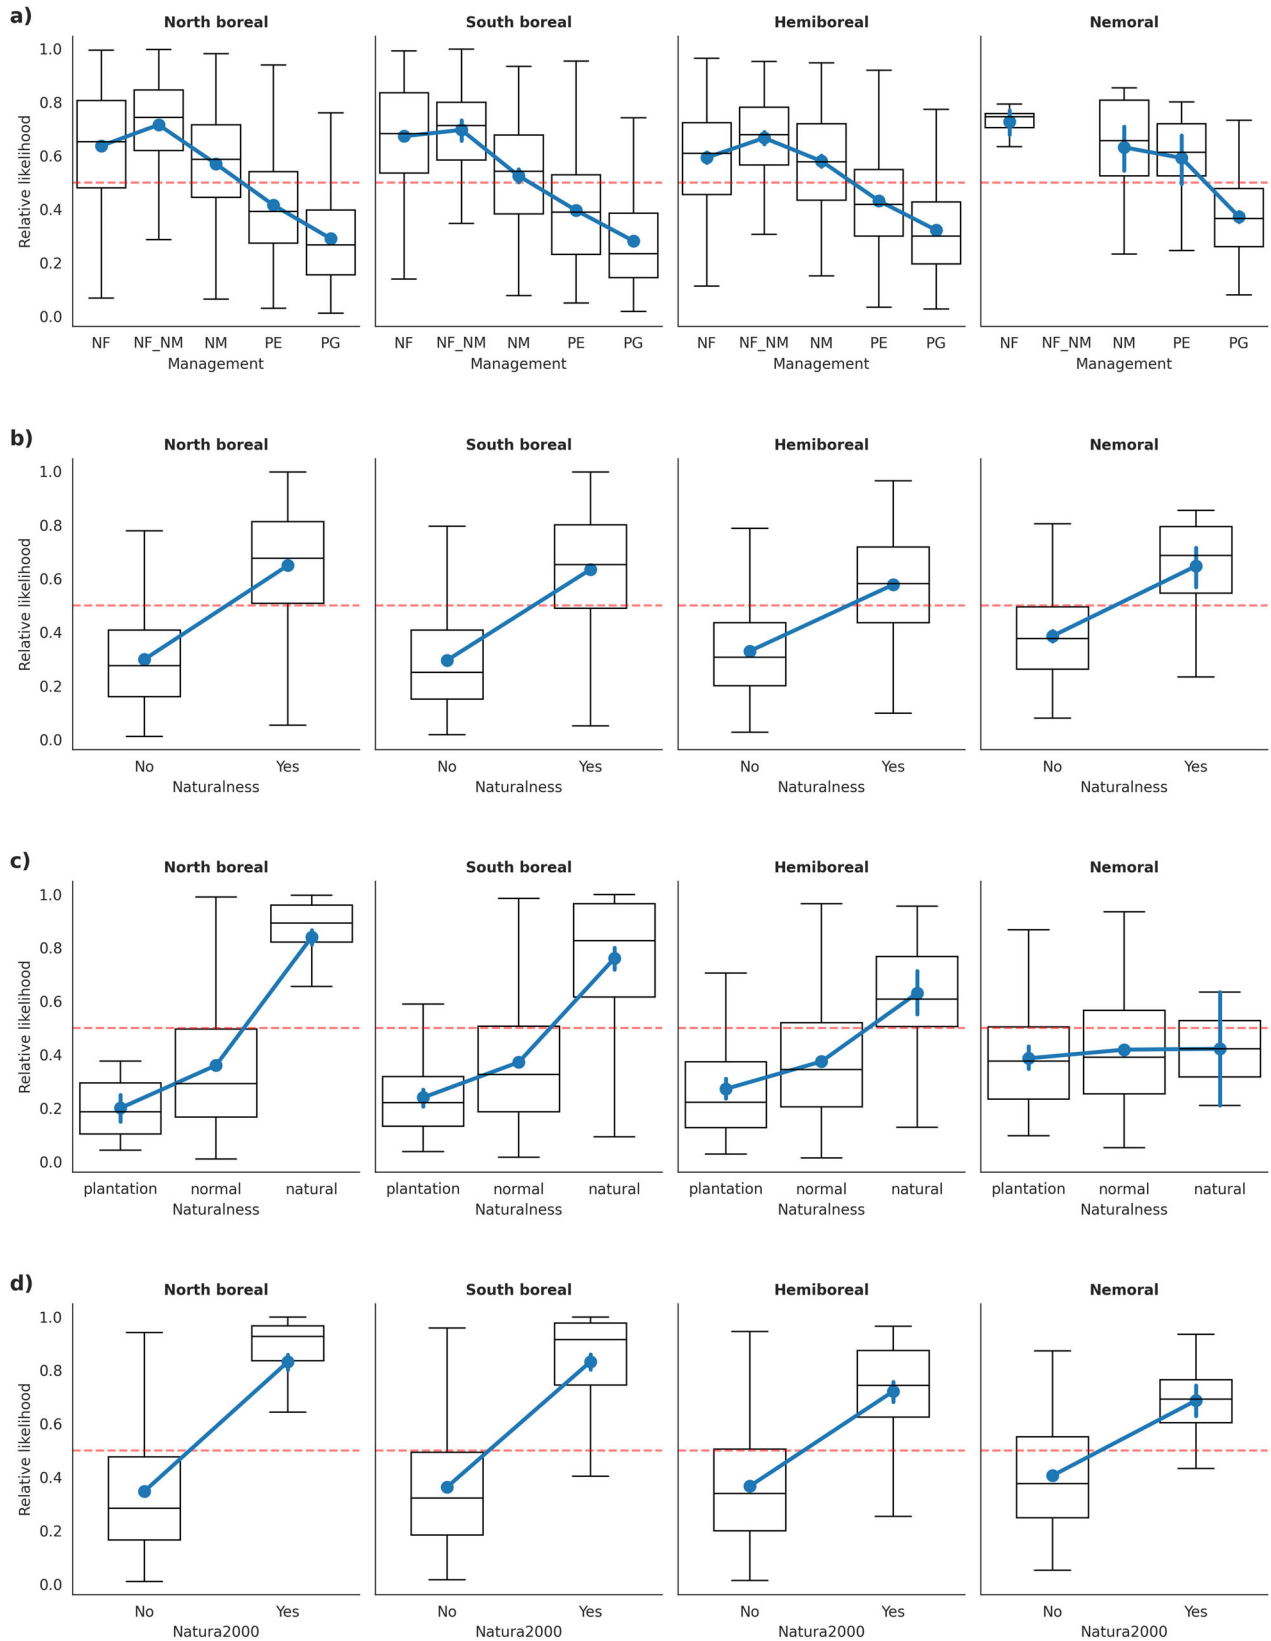 a)
North boreal South boreal Hemiboreal Nemoral
1.0
0.8
0.6
0.4
0.2
0.0
Relative likelihood
NF NF_NM NM PE PG NF NF_NM NM PE PG NF NF_NM NM PE PG NF NF_NM NM PE PG
Management Management Management Management
b)
North boreal South boreal Hemiboreal Nemoral
1.0
0.8
0.6
0.4
0.2
0.0
Relative likelihood
No Yes No Yes No Yes No Yes
Naturalness Naturalness Naturalness Naturalness
c)
North boreal South boreal Hemiboreal Nemoral
1.0
0.8
0.6
0.4
0.2
0.0
Relative likelihood
plantation normal natural plantation normal natural plantation normal natural plantation normal natural
Naturalness Naturalness Naturalness Naturalness
d)
North boreal South boreal Hemiboreal Nemoral
1.0
0.8
0.6
0.4
0.2
0.0
Relative likelihood
No Yes No Yes No Yes No Yes
Natura2000 Natura2000 Natura2000 Natura2000